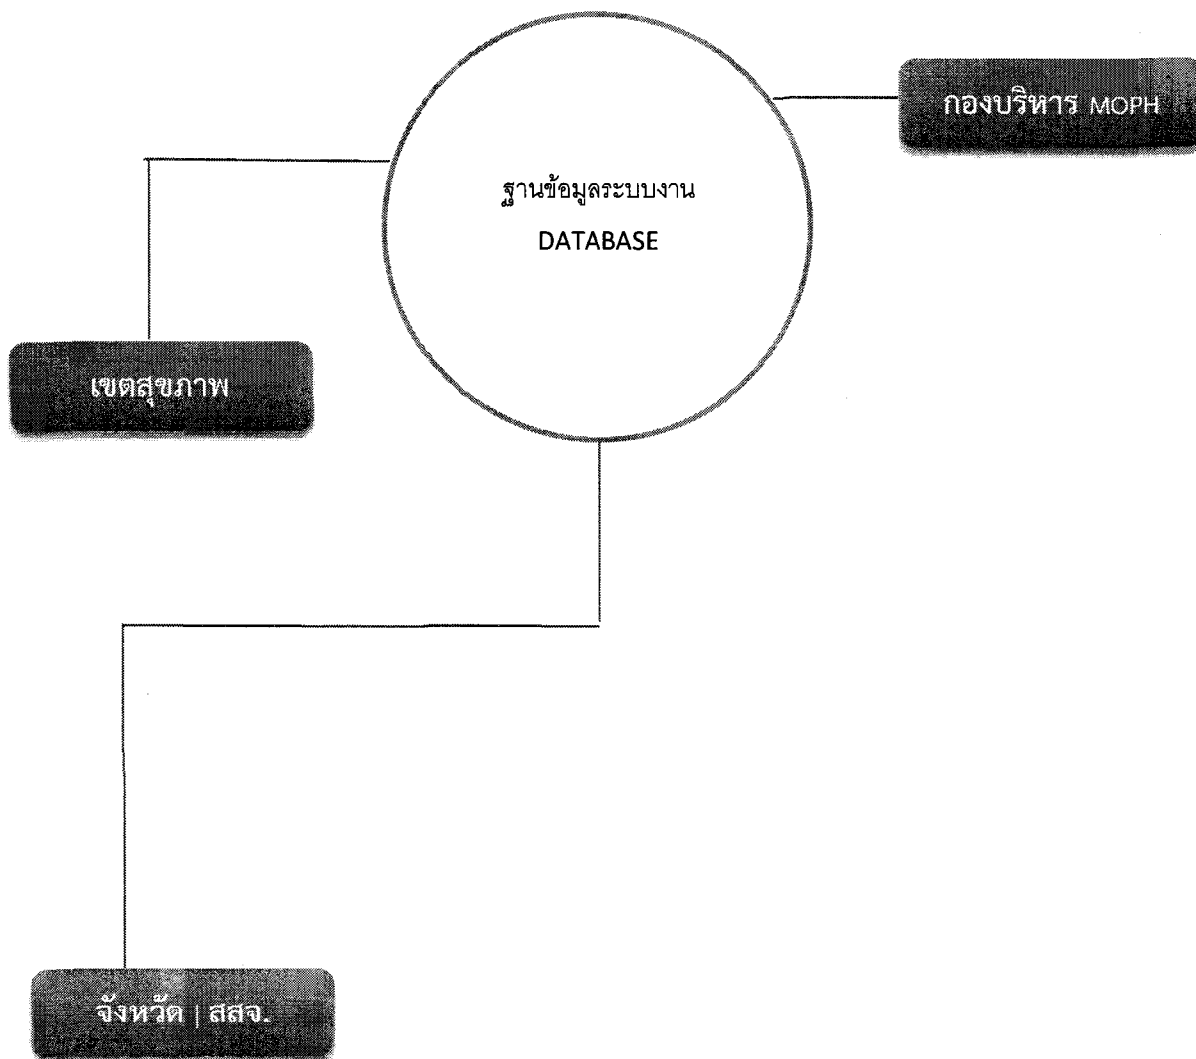 กองบริหาร MOPH
ฐานข้อมูลระบบงาน
DATABASE
เขตสุขภาพ
จังหวัด | สสจ.